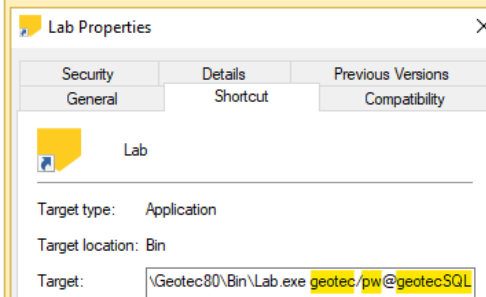 Lab Properties
Security Details Previous Versions
General Shortcut Compatibility
Lab
Target type: Application
Target location: Bin
Target: \Geotec80\Bin\Lab.exe geotec/pw@geotecSQL